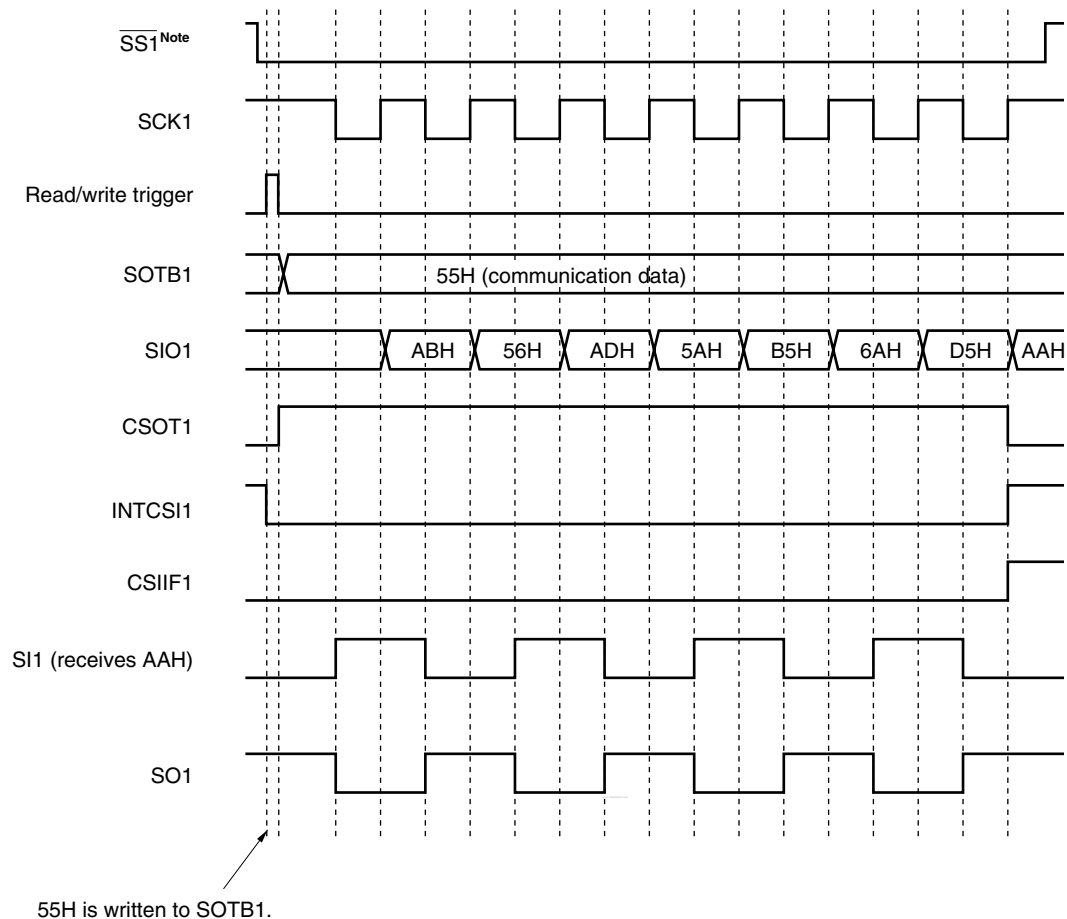 SS1 Note
SCK1
Read/write trigger
SOTB1
55H (communication data)
SIO1
ABH 56H ADH 5AH B5H 6AH D5H AAH
CSOT1
INTCSI1
CSIIF1
SI1 (receives AAH)
SO1
55H is written to SOTB1.